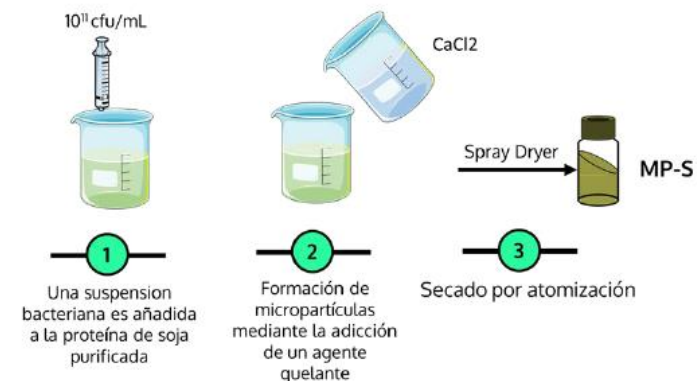 10¹¹ cfu/mL
CaCl2
Spray Dryer
MP-S
1
Una suspension
bacteriana es añadida
a la proteína de soja
purificada
2
Formación de
micropartículas
mediante la adicción
de un agente
quelante
3
Secado por atomización